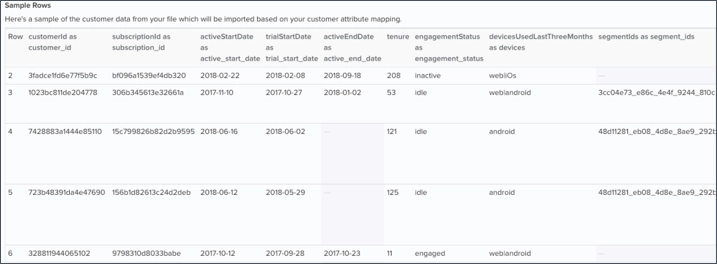 Sample Rows
Here's a sample of the customer data from your file which will be imported based on your customer attribute mapping.
Row customerId as customer_id subscriptionId as subscription_id activeStartDate as active_start_date trialStartDate as trial_start_date activeEndDate as active_end_date tenure engagementStatus as engagement_status devicesUsedLastThreeMonths as devices segmentIds as segment_ids
2 3fadce1fd6e77f5b9c bf096a1539ef4db320 2018-02-22 2018-02-08 2018-09-18 208 inactive webIiOs —
3 1023bc811de204778 306b345613e32661a 2017-11-10 2017-10-27 2018-01-02 53 idle webIandroid 3cc04e73_e86c_4e4f_9244_810c
4 7428883a1444e85110 15c799826b82d2b9595 2018-06-16 2018-06-02 — 121 idle android 48d11281_eb08_4d8e_8ae9_292b
5 723b48391da4e47690 156b1d82613c24d2deb 2018-06-12 2018-05-29 — 125 idle android 48d11281_eb08_4d8e_8ae9_292b
6 328811944065102 9798310d8033babe 2017-10-12 2017-09-28 2017-10-23 11 engaged webIandroid —